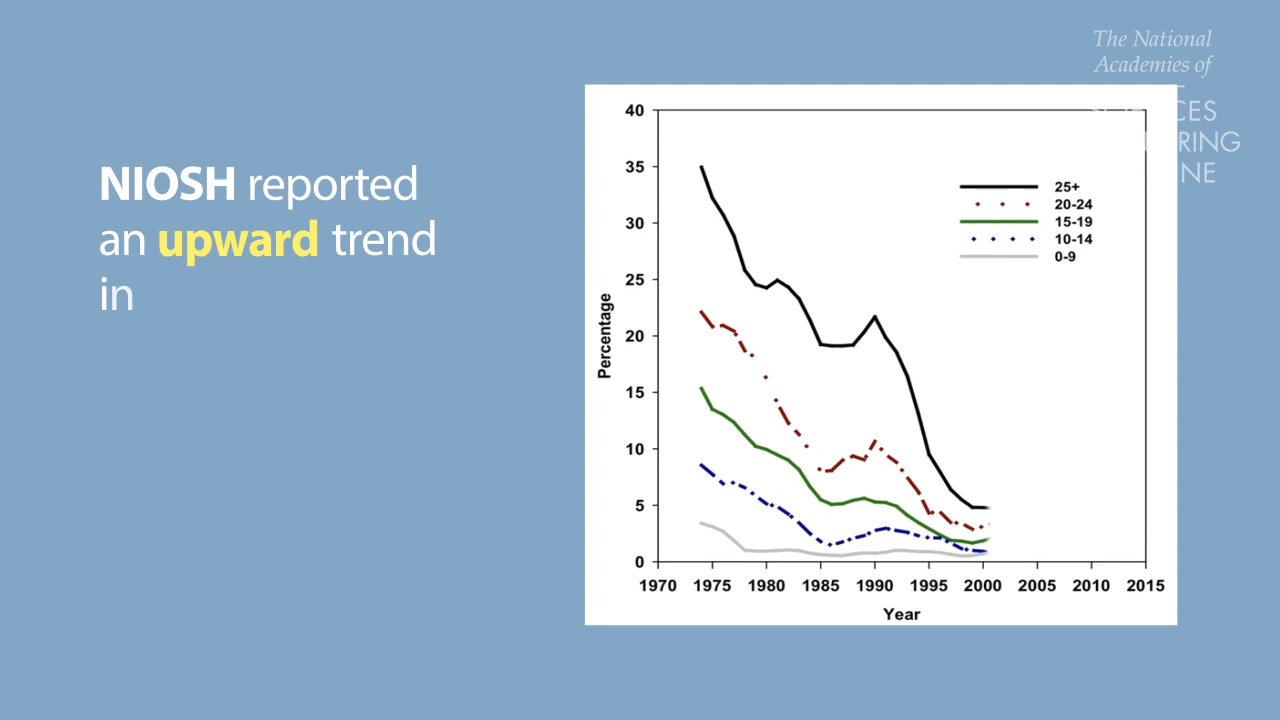 The National
Academies of
NIOSH reported
an upward trend
in
40
35
30
25
20
15
10
5
0
Percentage
25+
20-24
15-19
10-14
0-9
1970 1975 1980 1985 1990 1995 2000 2005 2010 2015
Year